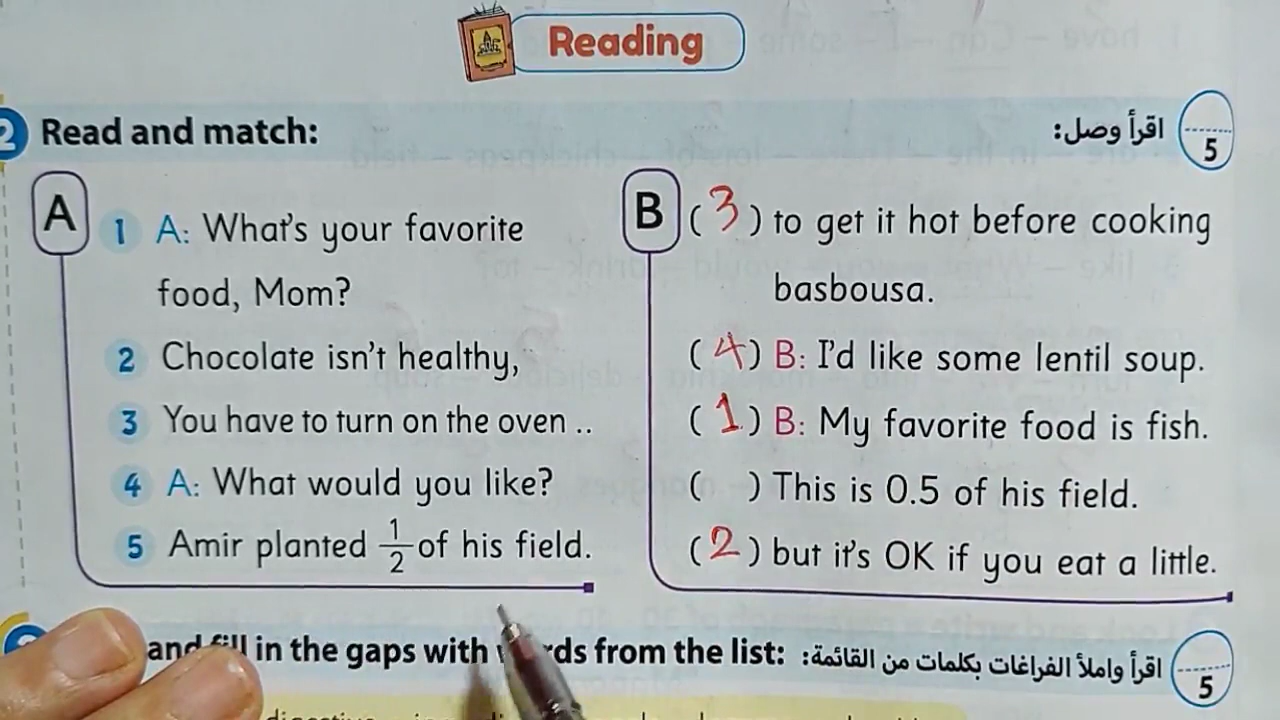 Reading
2 Read and match: اقرأ وصل:
5
A
1 A: What's your favorite
food, Mom?
2 Chocolate isn't healthy,
3 You have to turn on the oven ..
4 A: What would you like?
5 Amir planted 1/2 of his field.
B
( 3 ) to get it hot before cooking
basbousa.
( 4 ) B: I'd like some lentil soup.
( 1 ) B: My favorite food is fish.
( ) This is 0.5 of his field.
( 2 ) but it's OK if you eat a little.
and fill in the gaps with words from the list: اقرأ واملأ الفراغات بكلمات من القائمة:
5